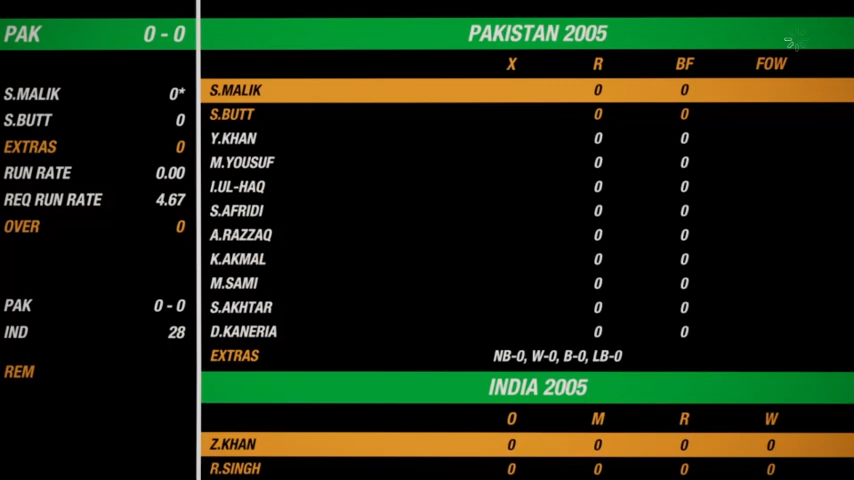 PAK 0 - 0
S.MALIK 0*
S.BUTT 0
EXTRAS 0
RUN RATE 0.00
REQ RUN RATE 4.67
OVER 0
PAK 0 - 0
IND 28
REM
PAKISTAN 2005
X R BF FOW
S.MALIK 0 0
S.BUTT 0 0
Y.KHAN 0 0
M.YOUSUF 0 0
I.UL-HAQ 0 0
S.AFRIDI 0 0
A.RAZZAQ 0 0
K.AKMAL 0 0
M.SAMI 0 0
S.AKHTAR 0 0
D.KANERIA 0 0
EXTRAS NB-0, W-0, B-0, LB-0
INDIA 2005
O M R W
Z.KHAN 0 0 0 0
R.SINGH 0 0 0 0